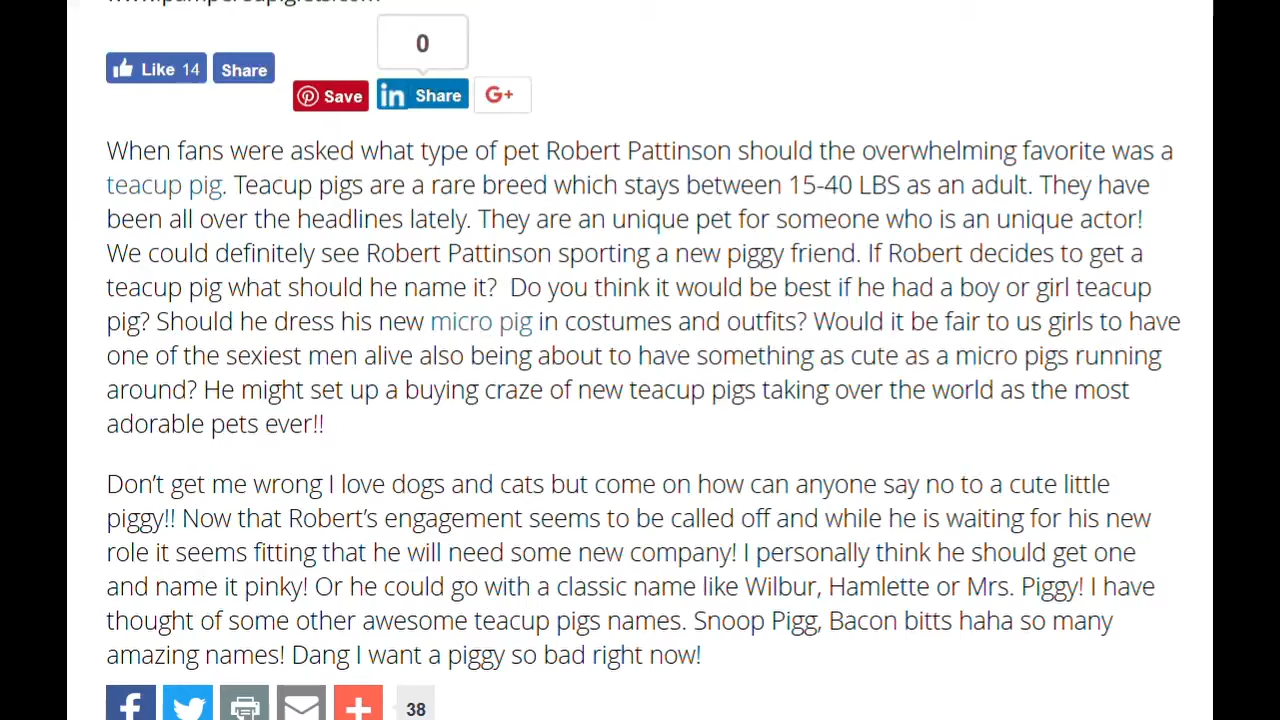 0
Like 14 Share
Save Share G+
When fans were asked what type of pet Robert Pattinson should the overwhelming favorite was a
teacup pig. Teacup pigs are a rare breed which stays between 15-40 LBS as an adult. They have
been all over the headlines lately. They are an unique pet for someone who is an unique actor!
We could definitely see Robert Pattinson sporting a new piggy friend. If Robert decides to get a
teacup pig what should he name it?  Do you think it would be best if he had a boy or girl teacup
pig? Should he dress his new micro pig in costumes and outfits? Would it be fair to us girls to have
one of the sexiest men alive also being about to have something as cute as a micro pigs running
around? He might set up a buying craze of new teacup pigs taking over the world as the most
adorable pets ever!!
Don’t get me wrong I love dogs and cats but come on how can anyone say no to a cute little
piggy!! Now that Robert’s engagement seems to be called off and while he is waiting for his new
role it seems fitting that he will need some new company! I personally think he should get one
and name it pinky! Or he could go with a classic name like Wilbur, Hamlette or Mrs. Piggy! I have
thought of some other awesome teacup pigs names. Snoop Pigg, Bacon bitts haha so many
amazing names! Dang I want a piggy so bad right now!
38